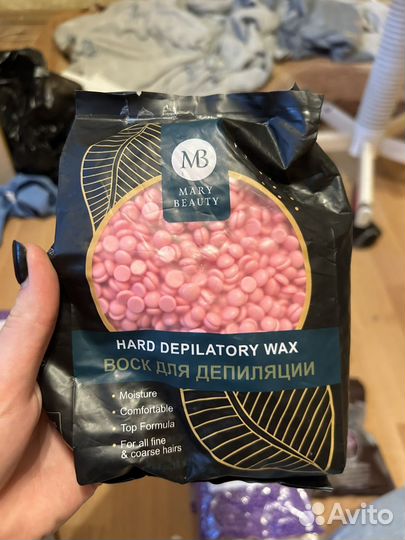 MB
MARY
BEAUTY
HARD DEPILATORY WAX
ВОСК ДЛЯ ДЕПИЛЯЦИИ
• Moisture
• Comfortable
• Top Formula
• For all fine
& coarse hairs
Avito